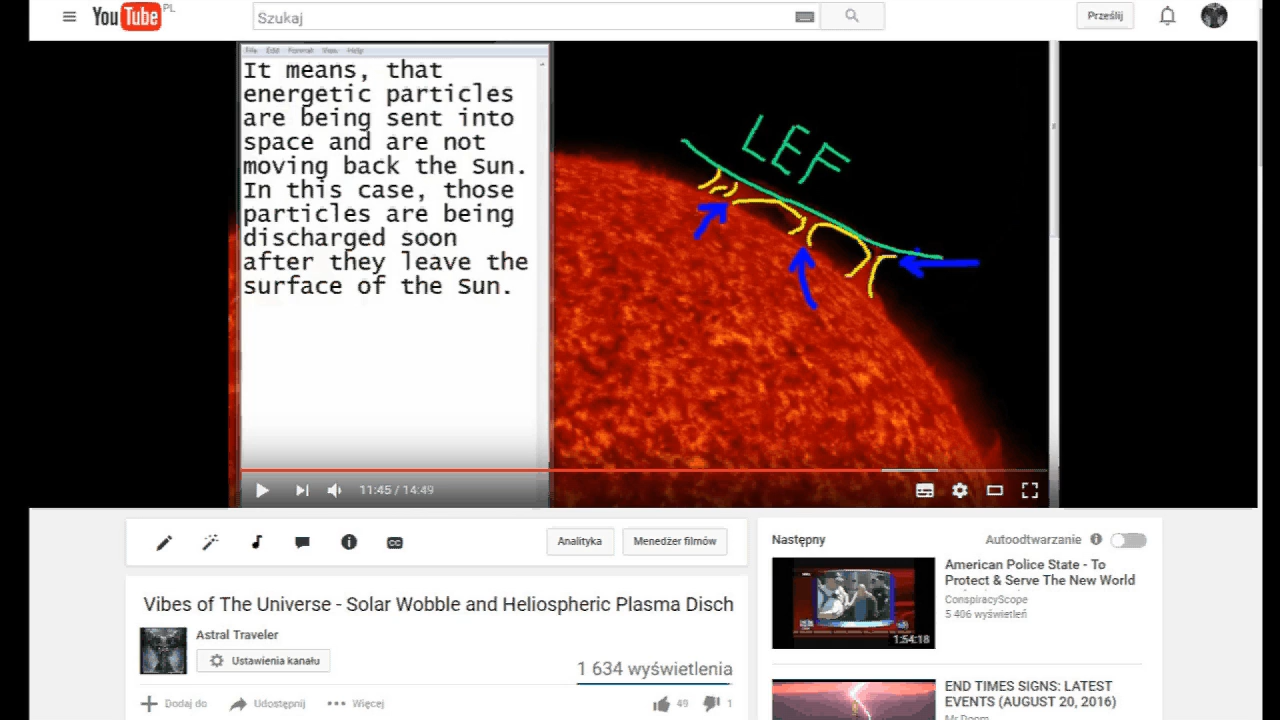 YouTube PL
Szukaj
Prześlij
File Edit Format View Help
It means, that
energetic particles
are being sent into
space and are not
moving back the Sun.
In this case, those
particles are being
discharged soon
after they leave the
surface of the Sun.
LEF
11:45 / 14:49
Analityka
Menedżer filmów
Vibes of The Universe - Solar Wobble and Heliospheric Plasma Disch
Astral Traveler
Ustawienia kanału
1 634 wyświetlenia
Dodaj do
Udostępnij
Więcej
49
1
Następny
Autoodtwarzanie
American Police State - To
Protect & Serve The New World
ConspiracyScope
5 406 wyświetleń
1:54:18
END TIMES SIGNS: LATEST
EVENTS (AUGUST 20, 2016)
Mr Doom